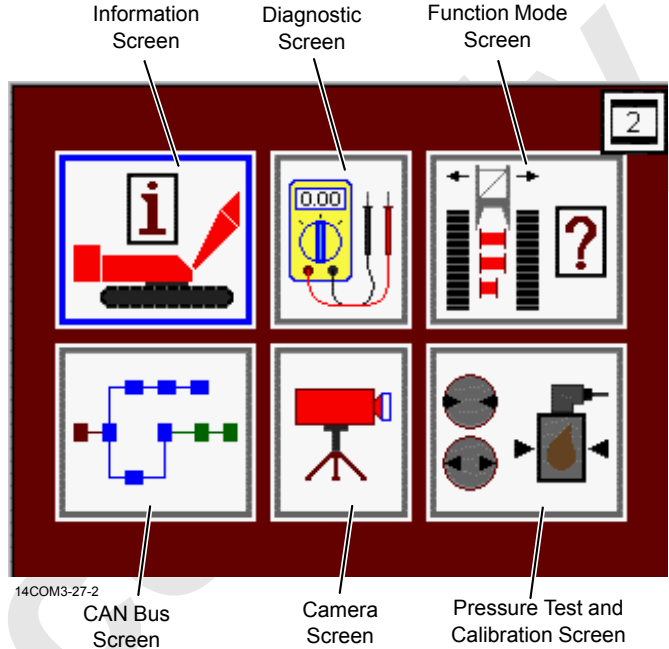 Information
Screen
Diagnostic
Screen
Function Mode
Screen
2
i
0.00
?
14COM3-27-2
CAN Bus
Screen
Camera
Screen
Pressure Test and
Calibration Screen